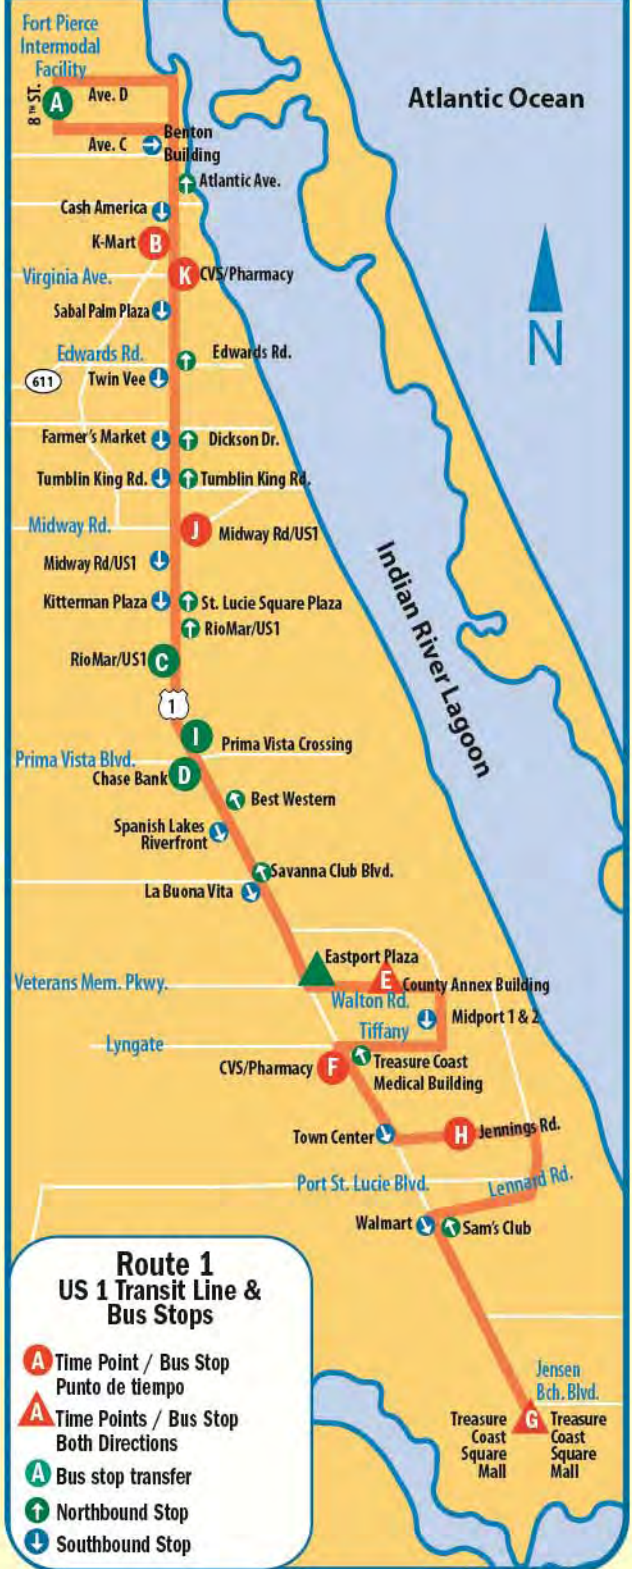 Fort Pierce
Intermodal
Facility
8TH ST.
A
Ave. D
Atlantic Ocean
Ave. C
Benton
Building
Atlantic Ave.
Cash America
K-Mart
B
Virginia Ave.
K
CVS/Pharmacy
Sabal Palm Plaza
N
Edwards Rd.
Edwards Rd.
611
Twin Vee
Farmer's Market
Dickson Dr.
Tumblin King Rd.
Tumblin King Rd.
Midway Rd.
J
Midway Rd/US1
Midway Rd/US1
Indian River Lagoon
Kitterman Plaza
St. Lucie Square Plaza
RioMar/US1
RioMar/US1
C
1
I
Prima Vista Crossing
Prima Vista Blvd.
Chase Bank
D
Best Western
Spanish Lakes
Riverfront
Savanna Club Blvd.
La Buona Vita
Eastport Plaza
Veterans Mem. Pkwy.
E
County Annex Building
Walton Rd.
Midport 1 & 2
Tiffany
Lyngate
CVS/Pharmacy
F
Treasure Coast
Medical Building
Town Center
H
Jennings Rd.
Port St. Lucie Blvd.
Lennard Rd.
Walmart
Sam's Club
Jensen
Bch. Blvd.
G
Treasure
Coast
Square
Mall
Treasure
Coast
Square
Mall
Route 1
US 1 Transit Line &
Bus Stops
A Time Point / Bus Stop
Punto de tiempo
A Time Points / Bus Stop
Both Directions
A Bus stop transfer
Northbound Stop
Southbound Stop